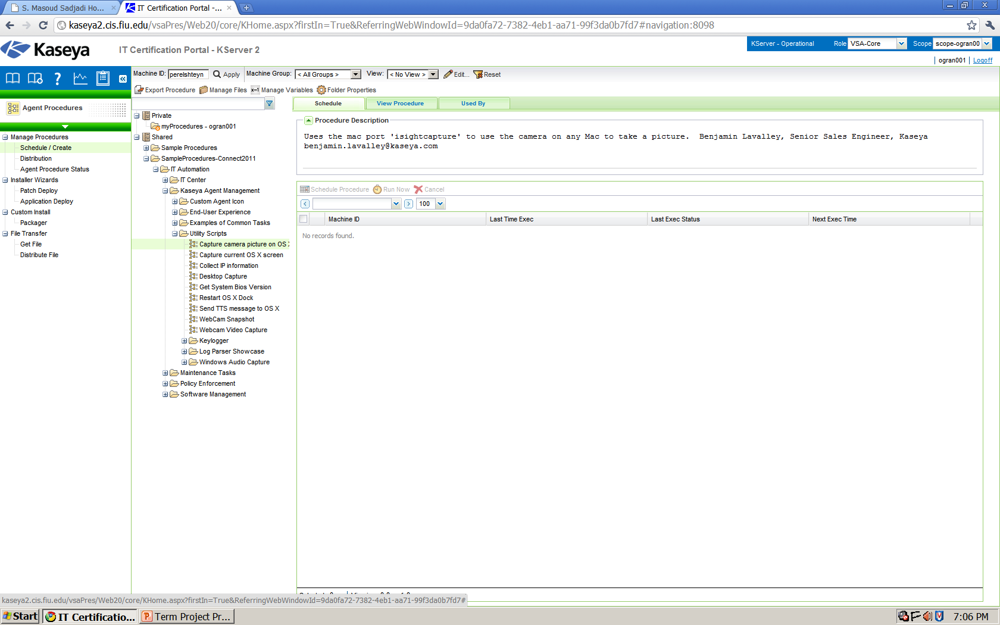 S. Masoud Sadjadi Ho...
IT Certification Portal -...
kaseya2.cis.fiu.edu/vsaPres/Web20/core/KHome.aspx?firstIn=True&ReferringWebWindowId=9da0fa72-7382-4eb1-aa71-99f3da0b7fd7#navigation:8098
Kaseya
IT Certification Portal - KServer 2
KServer - Operational Role VSA-Core Scope scope-ogran00
ogran001 Logoff
Machine ID: perelshteyn Apply Machine Group: < All Groups > View: < No View > Edit... Reset
Export Procedure Manage Files x=1 Manage Variables Folder Properties
Agent Procedures
Manage Procedures
Schedule / Create
Distribution
Agent Procedure Status
Installer Wizards
Patch Deploy
Application Deploy
Custom Install
Packager
File Transfer
Get File
Distribute File
Private
myProcedures - ogran001
Shared
Sample Procedures
SampleProcedures-Connect2011
IT Automation
IT Center
Kaseya Agent Management
Custom Agent Icon
End-User Experience
Examples of Common Tasks
Utility Scripts
Capture camera picture on OS
Capture current OS X screen
Collect IP information
Desktop Capture
Get System Bios Version
Restart OS X Dock
Send TTS message to OS X
WebCam Snapshot
Webcam Video Capture
Keylogger
Log Parser Showcase
Windows Audio Capture
Maintenance Tasks
Policy Enforcement
Software Management
Schedule View Procedure Used By
Procedure Description
Uses the mac port 'isightcapture' to use the camera on any Mac to take a picture. Benjamin Lavalley, Senior Sales Engineer, Kaseya
benjamin.lavalley@kaseya.com
Schedule Procedure Run Now Cancel
100
Machine ID Last Time Exec Last Exec Status Next Exec Time
No records found.
kaseya2.cis.fiu.edu/vsaPres/Web20/core/KHome.aspx?firstIn=True&ReferringWebWindowId=9da0fa72-7382-4eb1-aa71-99f3da0b7fd7#
Start IT Certificatio... Term Project Pr... 7:06 PM